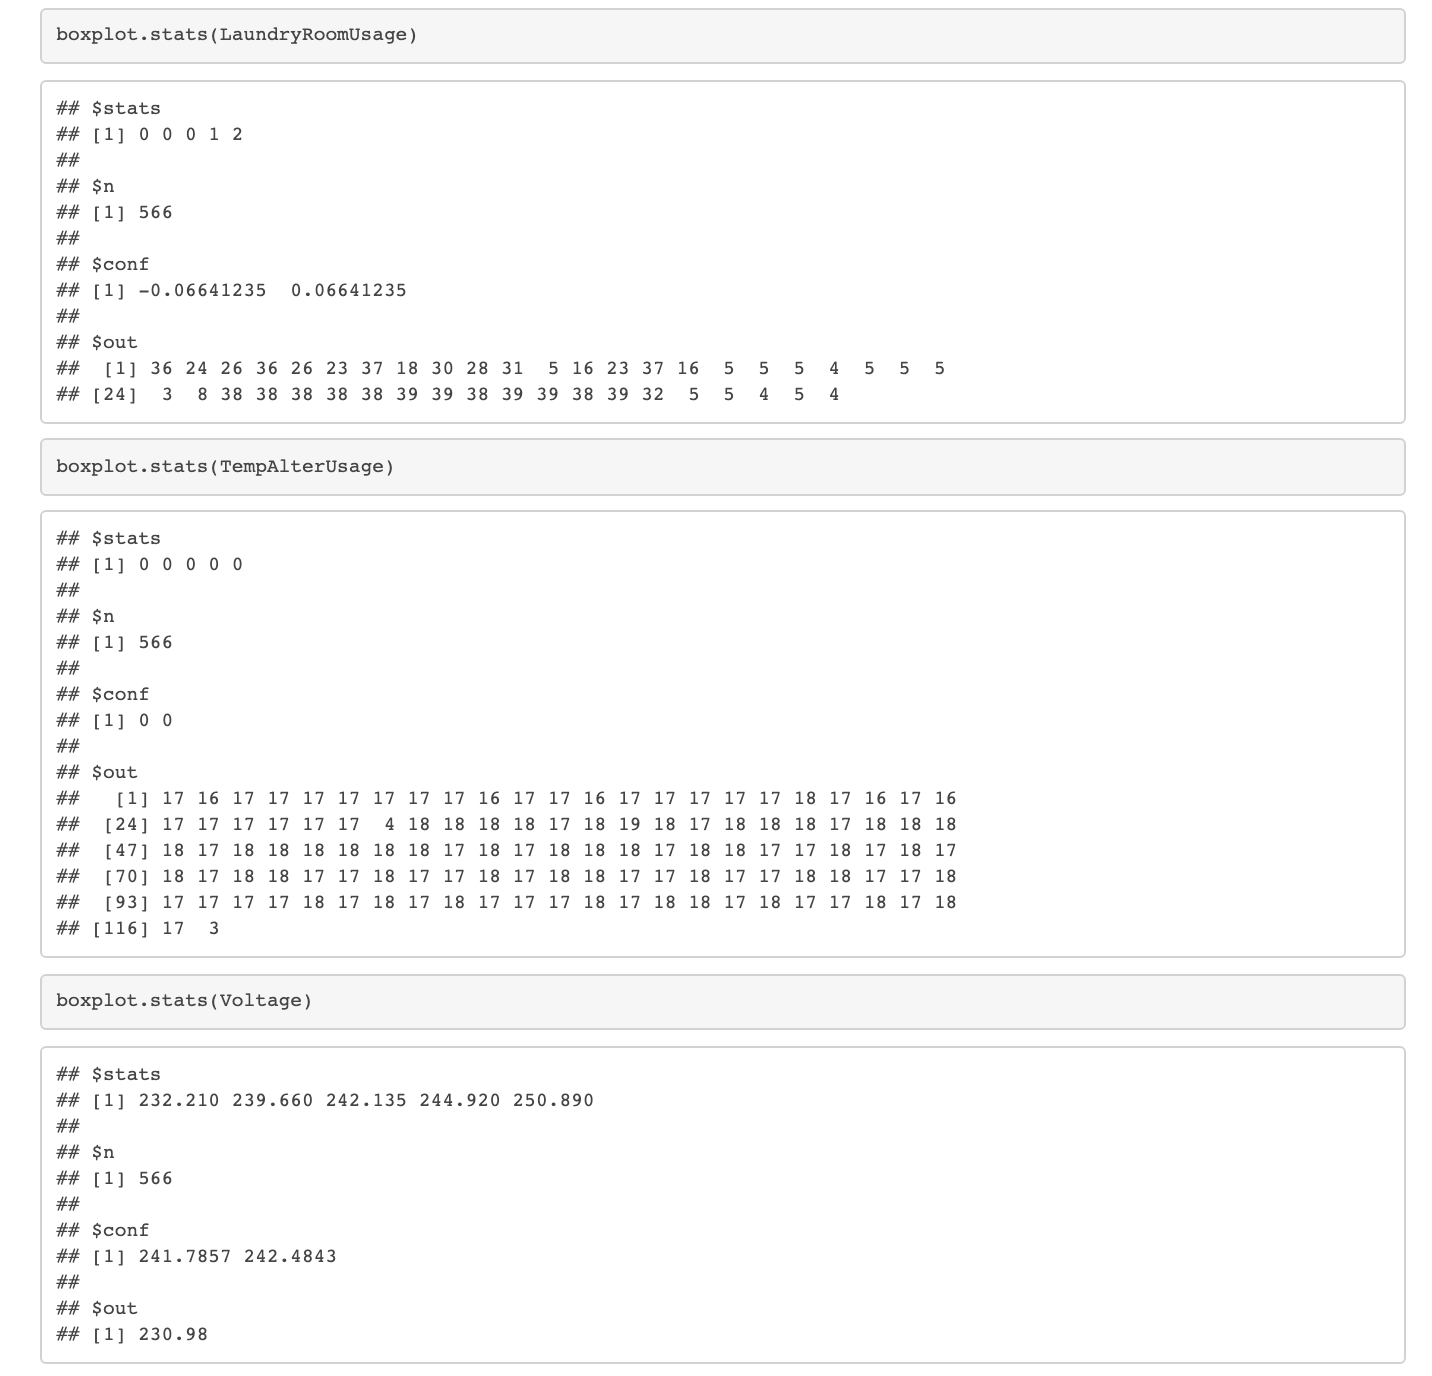 boxplot.stats(LaundryRoomUsage)
## $stats
## [1] 0 0 0 1 2
##
## $n
## [1] 566
##
## $conf
## [1] -0.06641235  0.06641235
##
## $out
##  [1] 36 24 26 36 26 23 37 18 30 28 31  5 16 23 37 16  5  5  5  4  5  5  5
## [24]  3  8 38 38 38 38 38 39 39 38 39 39 38 39 32  5  5  4  5  4
boxplot.stats(TempAlterUsage)
## $stats
## [1] 0 0 0 0 0
##
## $n
## [1] 566
##
## $conf
## [1] 0 0
##
## $out
##   [1] 17 16 17 17 17 17 17 17 17 16 17 17 16 17 17 17 17 17 18 17 16 17 16
##  [24] 17 17 17 17 17 17  4 18 18 18 18 17 18 19 18 17 18 18 18 17 18 18 18
##  [47] 18 17 18 18 18 18 18 18 17 18 17 18 18 18 17 18 18 17 17 18 17 18 17
##  [70] 18 17 18 18 17 17 18 17 17 18 17 18 18 17 17 18 17 17 18 18 17 17 18
##  [93] 17 17 17 17 18 17 18 17 18 17 17 17 18 17 18 18 17 18 17 17 18 17 18
## [116] 17  3
boxplot.stats(Voltage)
## $stats
## [1] 232.210 239.660 242.135 244.920 250.890
##
## $n
## [1] 566
##
## $conf
## [1] 241.7857 242.4843
##
## $out
## [1] 230.98